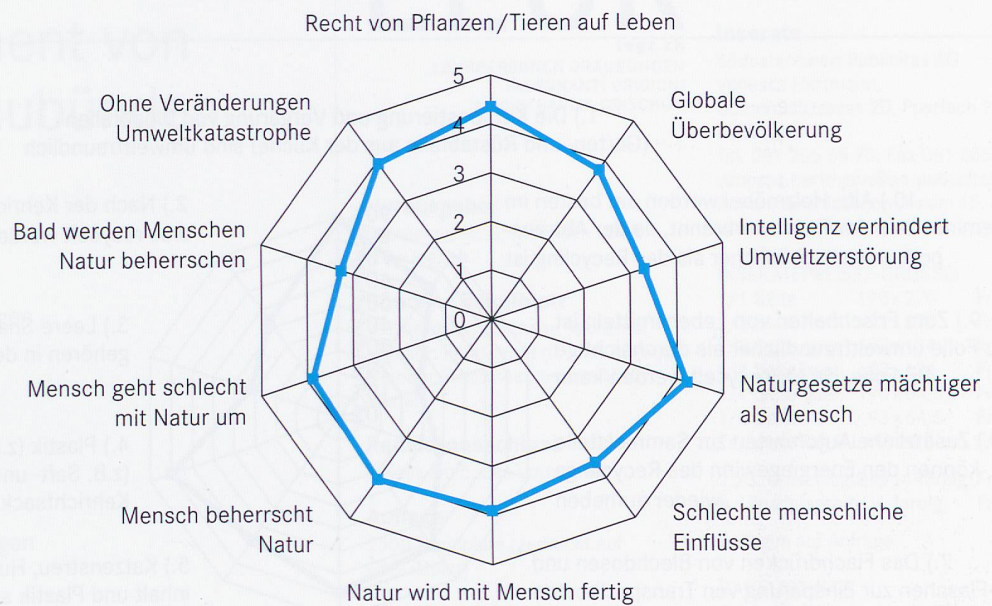 Recht von Pflanzen/Tieren auf Leben
Ohne Veränderungen
Umweltkatastrophe
Globale
Überbevölkerung
Bald werden Menschen
Natur beherrschen
Intelligenz verhindert
Umweltzerstörung
Mensch geht schlecht
mit Natur um
Naturgesetze mächtiger
als Mensch
Mensch beherrscht
Natur
Schlechte menschliche
Einflüsse
Natur wird mit Mensch fertig
5
4
3
2
1
0